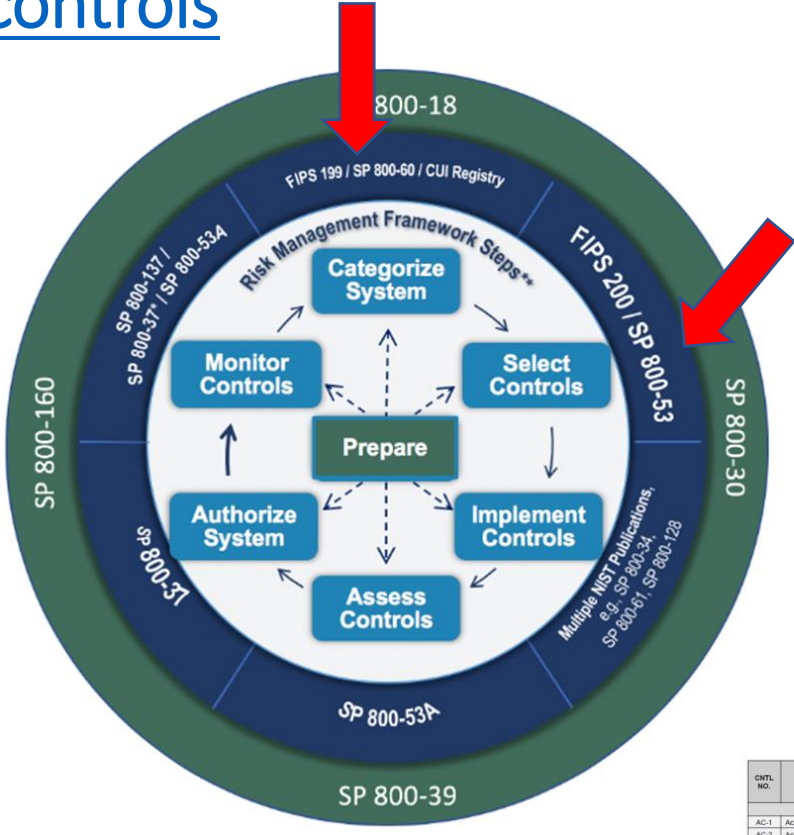 controls
800-18
FIPS 199 / SP 800-60 / CUI Registry
FIPS 200 / SP 800-53
SP 800-137 /
SP 800-37* / SP 800-53A
Risk Management Framework Steps**
Categorize
System
Monitor
Controls
Select
Controls
SP 800-160
SP 800-30
Prepare
Authorize
System
Implement
Controls
Multiple NIST Publications,
e.g., SP 800-34,
SP 800-61, SP 800-128
SP 800-37
Assess
Controls
SP 800-53A
SP 800-39
CNTL
NO.
AC-1 Ac